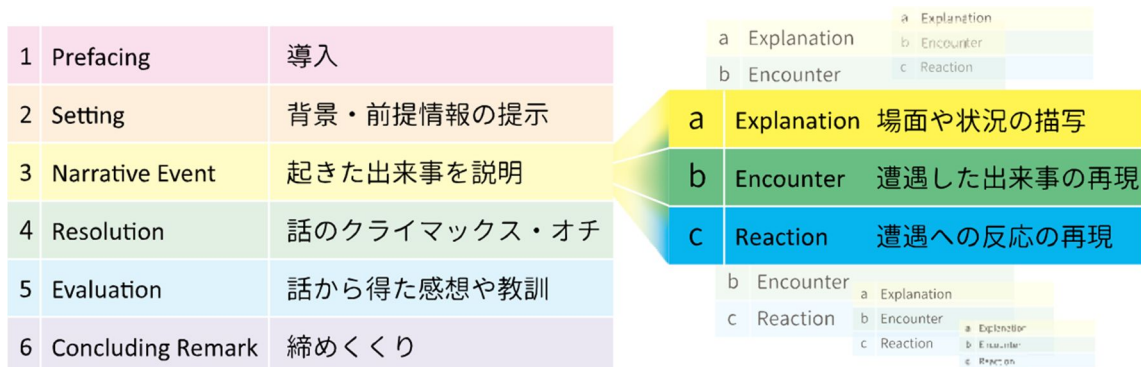 1 Prefacing 導入
2 Setting 背景・前提情報の提示
3 Narrative Event 起きた出来事を説明
4 Resolution 話のクライマックス・オチ
5 Evaluation 話から得た感想や教訓
6 Concluding Remark 締めくくり
a Explanation
b Encounter
a Explanation
b Encounter
c Reaction
a Explanation 場面や状況の描写
b Encounter 遭遇した出来事の再現
c Reaction 遭遇への反応の再現
b Encounter
c Reaction
a Explanation
b Encounter
c Reaction
a Explanation
b Encounter
c Reaction